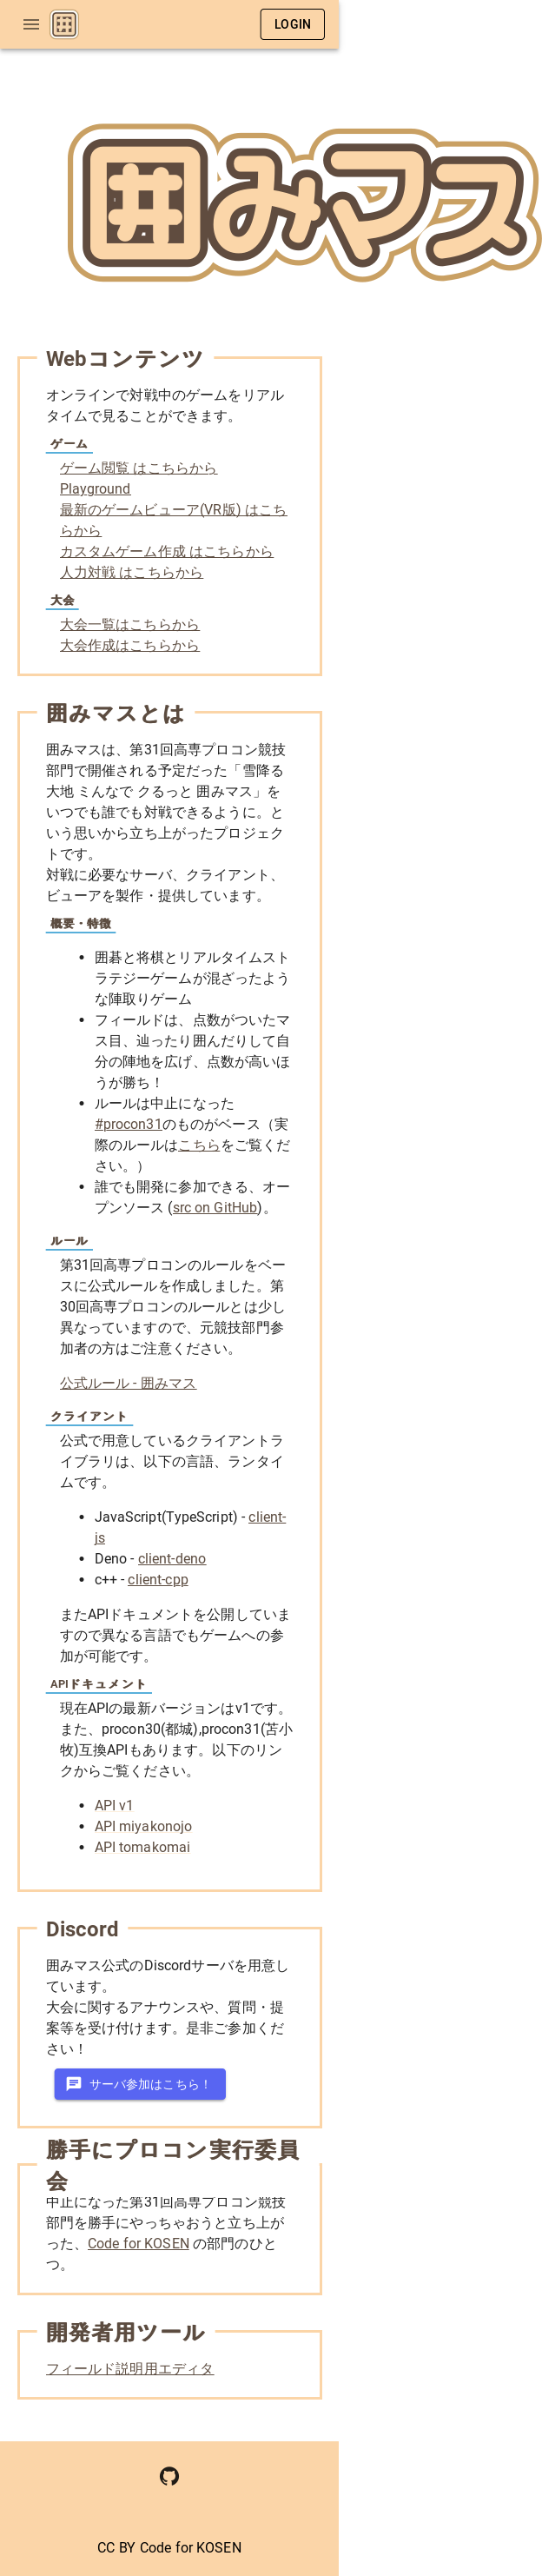 LOGIN
囲みマス
Webコンテンツ
オンラインで対戦中のゲームをリアル
タイムで見ることができます。
ゲーム
ゲーム閲覧 はこちらから
Playground
最新のゲームビューア(VR版) はこち
らから
カスタムゲーム作成 はこちらから
人力対戦 はこちらから
大会
大会一覧はこちらから
大会作成はこちらから
囲みマスとは
囲みマスは、第31回高専プロコン競技
部門で開催される予定だった「雪降る
大地 みんなで くるっと 囲みマス」を
いつでも誰でも対戦できるように。と
いう思いから立ち上がったプロジェク
トです。
対戦に必要なサーバ、クライアント、
ビューアを製作・提供しています。
概要・特徴
囲碁と将棋とリアルタイムスト
ラテジーゲームが混ざったよう
な陣取りゲーム
フィールドは、点数がついたマ
ス目、辿ったり囲んだりして自
分の陣地を広げ、点数が高いほ
うが勝ち！
ルールは中止になった
#procon31のものがベース（実
際のルールはこちらをご覧くだ
さい。）
誰でも開発に参加できる、オー
プンソース (src on GitHub)。
ルール
第31回高専プロコンのルールをベー
スに公式ルールを作成しました。第
30回高専プロコンのルールとは少し
異なっていますので、元競技部門参
加者の方はご注意ください。
公式ルール - 囲みマス
クライアント
公式で用意しているクライアントラ
イブラリは、以下の言語、ランタイ
ムです。
JavaScript(TypeScript) - client-
js
Deno - client-deno
c++ - client-cpp
またAPIドキュメントを公開していま
すので異なる言語でもゲームへの参
加が可能です。
APIドキュメント
現在APIの最新バージョンはv1です。
また、procon30(都城),procon31(苫小
牧)互換APIもあります。以下のリン
クからご覧ください。
API v1
API miyakonojo
API tomakomai
Discord
囲みマス公式のDiscordサーバを用意し
ています。
大会に関するアナウンスや、質問・提
案等を受け付けます。是非ご参加くだ
さい！
サーバ参加はこちら！
勝手にプロコン実行委員
会
中止になった第31回高専プロコン競技
部門を勝手にやっちゃおうと立ち上が
った、Code for KOSEN の部門のひと
つ。
開発者用ツール
フィールド説明用エディタ
CC BY Code for KOSEN